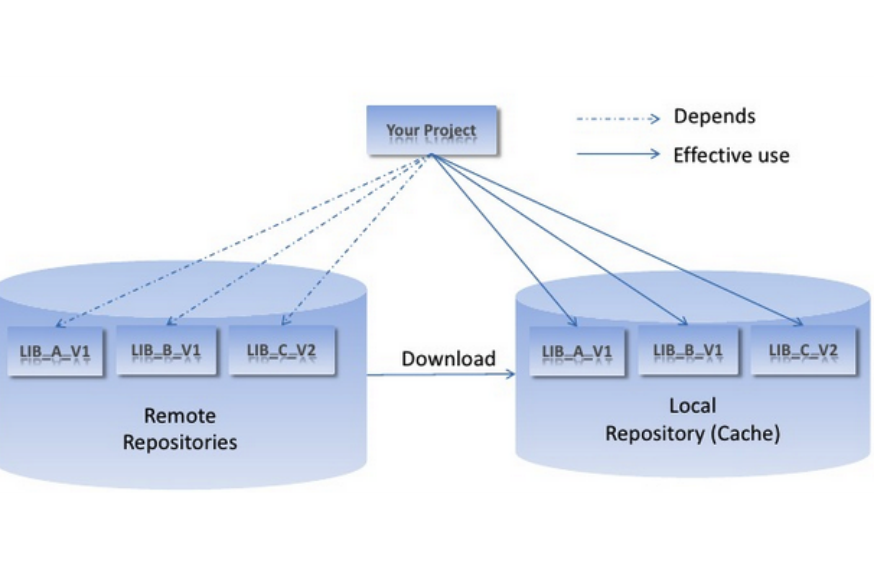 Your Project
Depends
Effective use
LIB_A_V1
LIB_B_V1
LIB_C_V2
Download
LIB_A_V1
LIB_B_V1
LIB_C_V2
Remote
Repositories
Local
Repository (Cache)